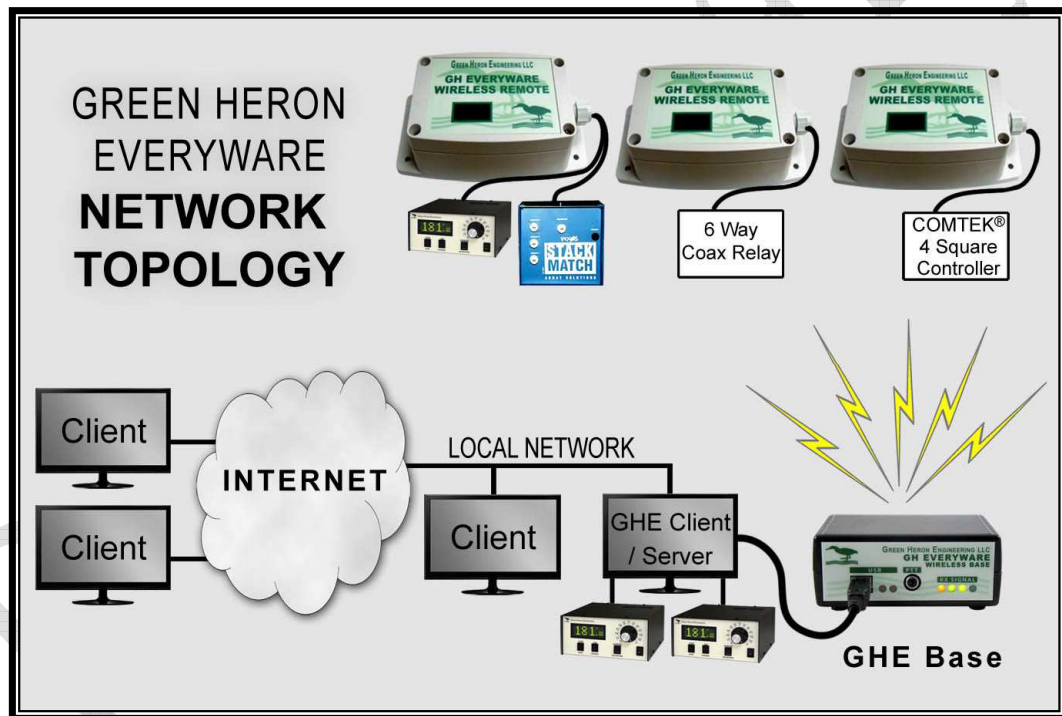 GREEN HERON
EVERYWARE
NETWORK
TOPOLOGY
GREEN HERON ENGINEERING LLC
GH EVERYWARE
WIRELESS REMOTE
GREEN HERON ENGINEERING LLC
GH EVERYWARE
WIRELESS REMOTE
GREEN HERON ENGINEERING LLC
GH EVERYWARE
WIRELESS REMOTE
181
STACK
MATCH
6 Way
Coax Relay
COMTEK®
4 Square
Controller
Client
Client
INTERNET
LOCAL NETWORK
Client
GHE Client
/ Server
181
181
GREEN HERON ENGINEERING LLC
GH EVERYWARE
WIRELESS BASE
USB
PTT
RX SIGNAL
GHE Base